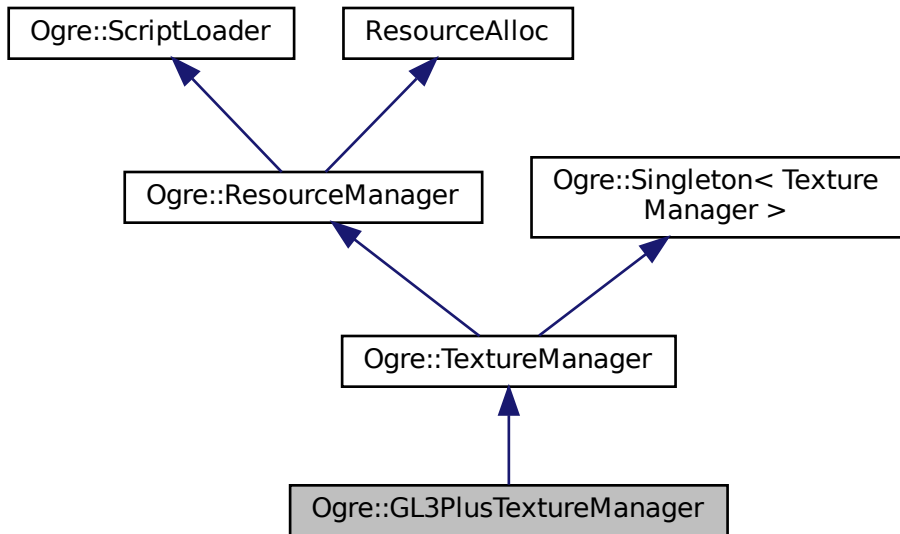 Ogre::ScriptLoader
ResourceAlloc
Ogre::ResourceManager
Ogre::Singleton< Texture
Manager >
Ogre::TextureManager
Ogre::GL3PlusTextureManager